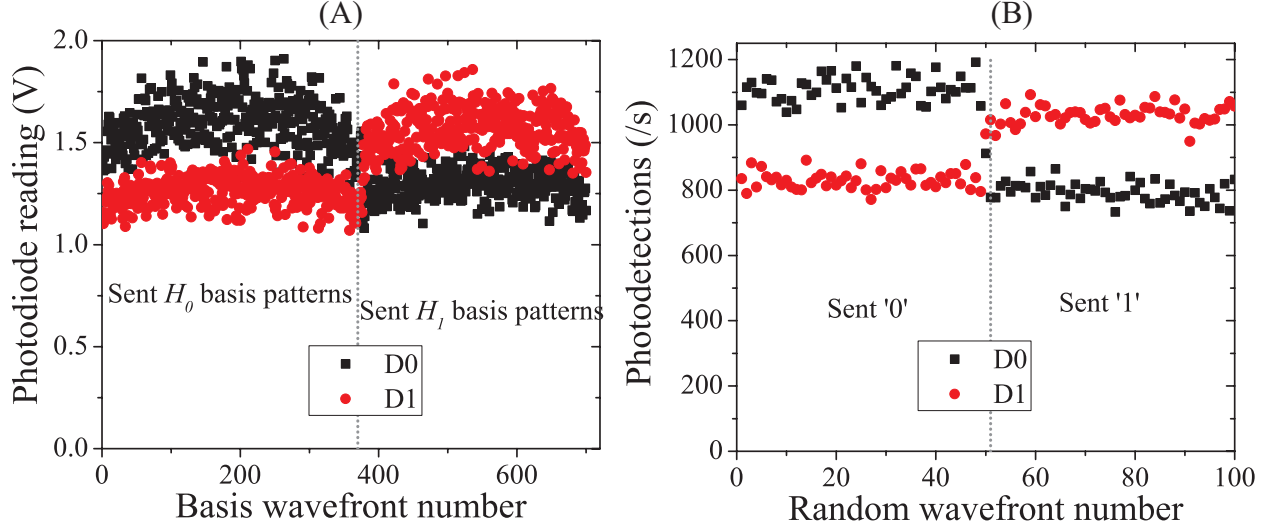 (A)
Photodiode reading (V)
2.0
1.5
1.0
0.5
0.0
Sent H0 basis patterns
Sent H1 basis patterns
D0
D1
0 200 400 600
Basis wavefront number
(B)
Photodetections (/s)
1200
1000
800
600
400
200
0
Sent '0'
Sent '1'
D0
D1
0 20 40 60 80 100
Random wavefront number